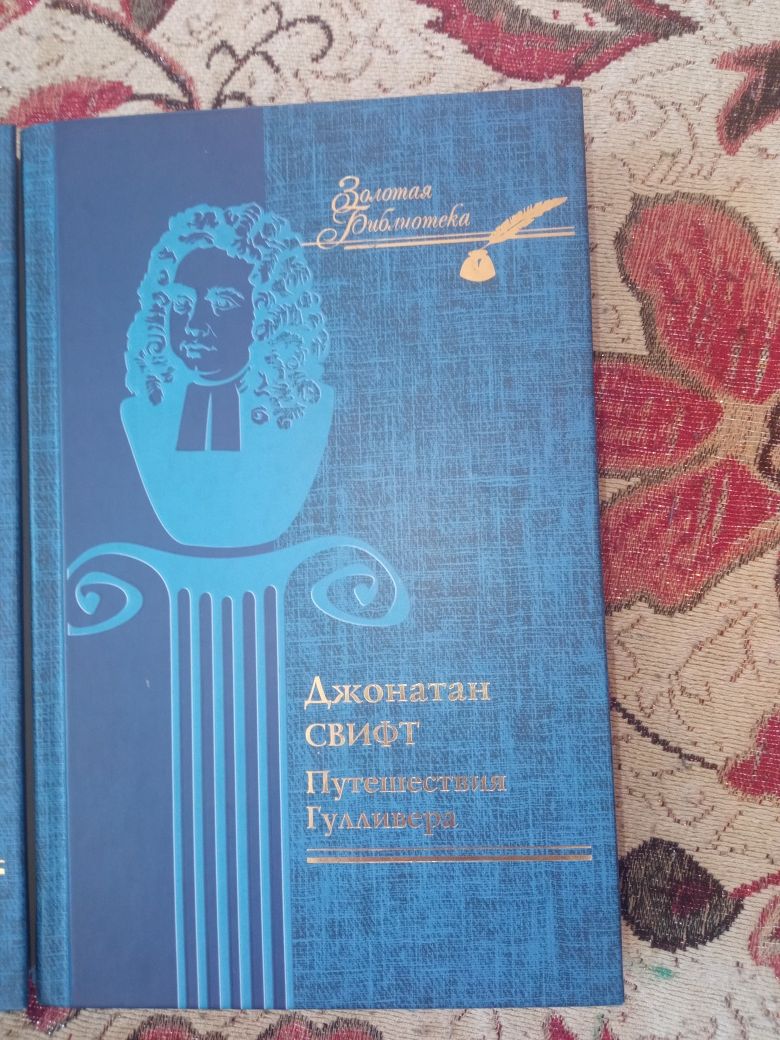 Золотая
Библиотека
Джонатан
СВИФТ
Путешествия
Гулливера